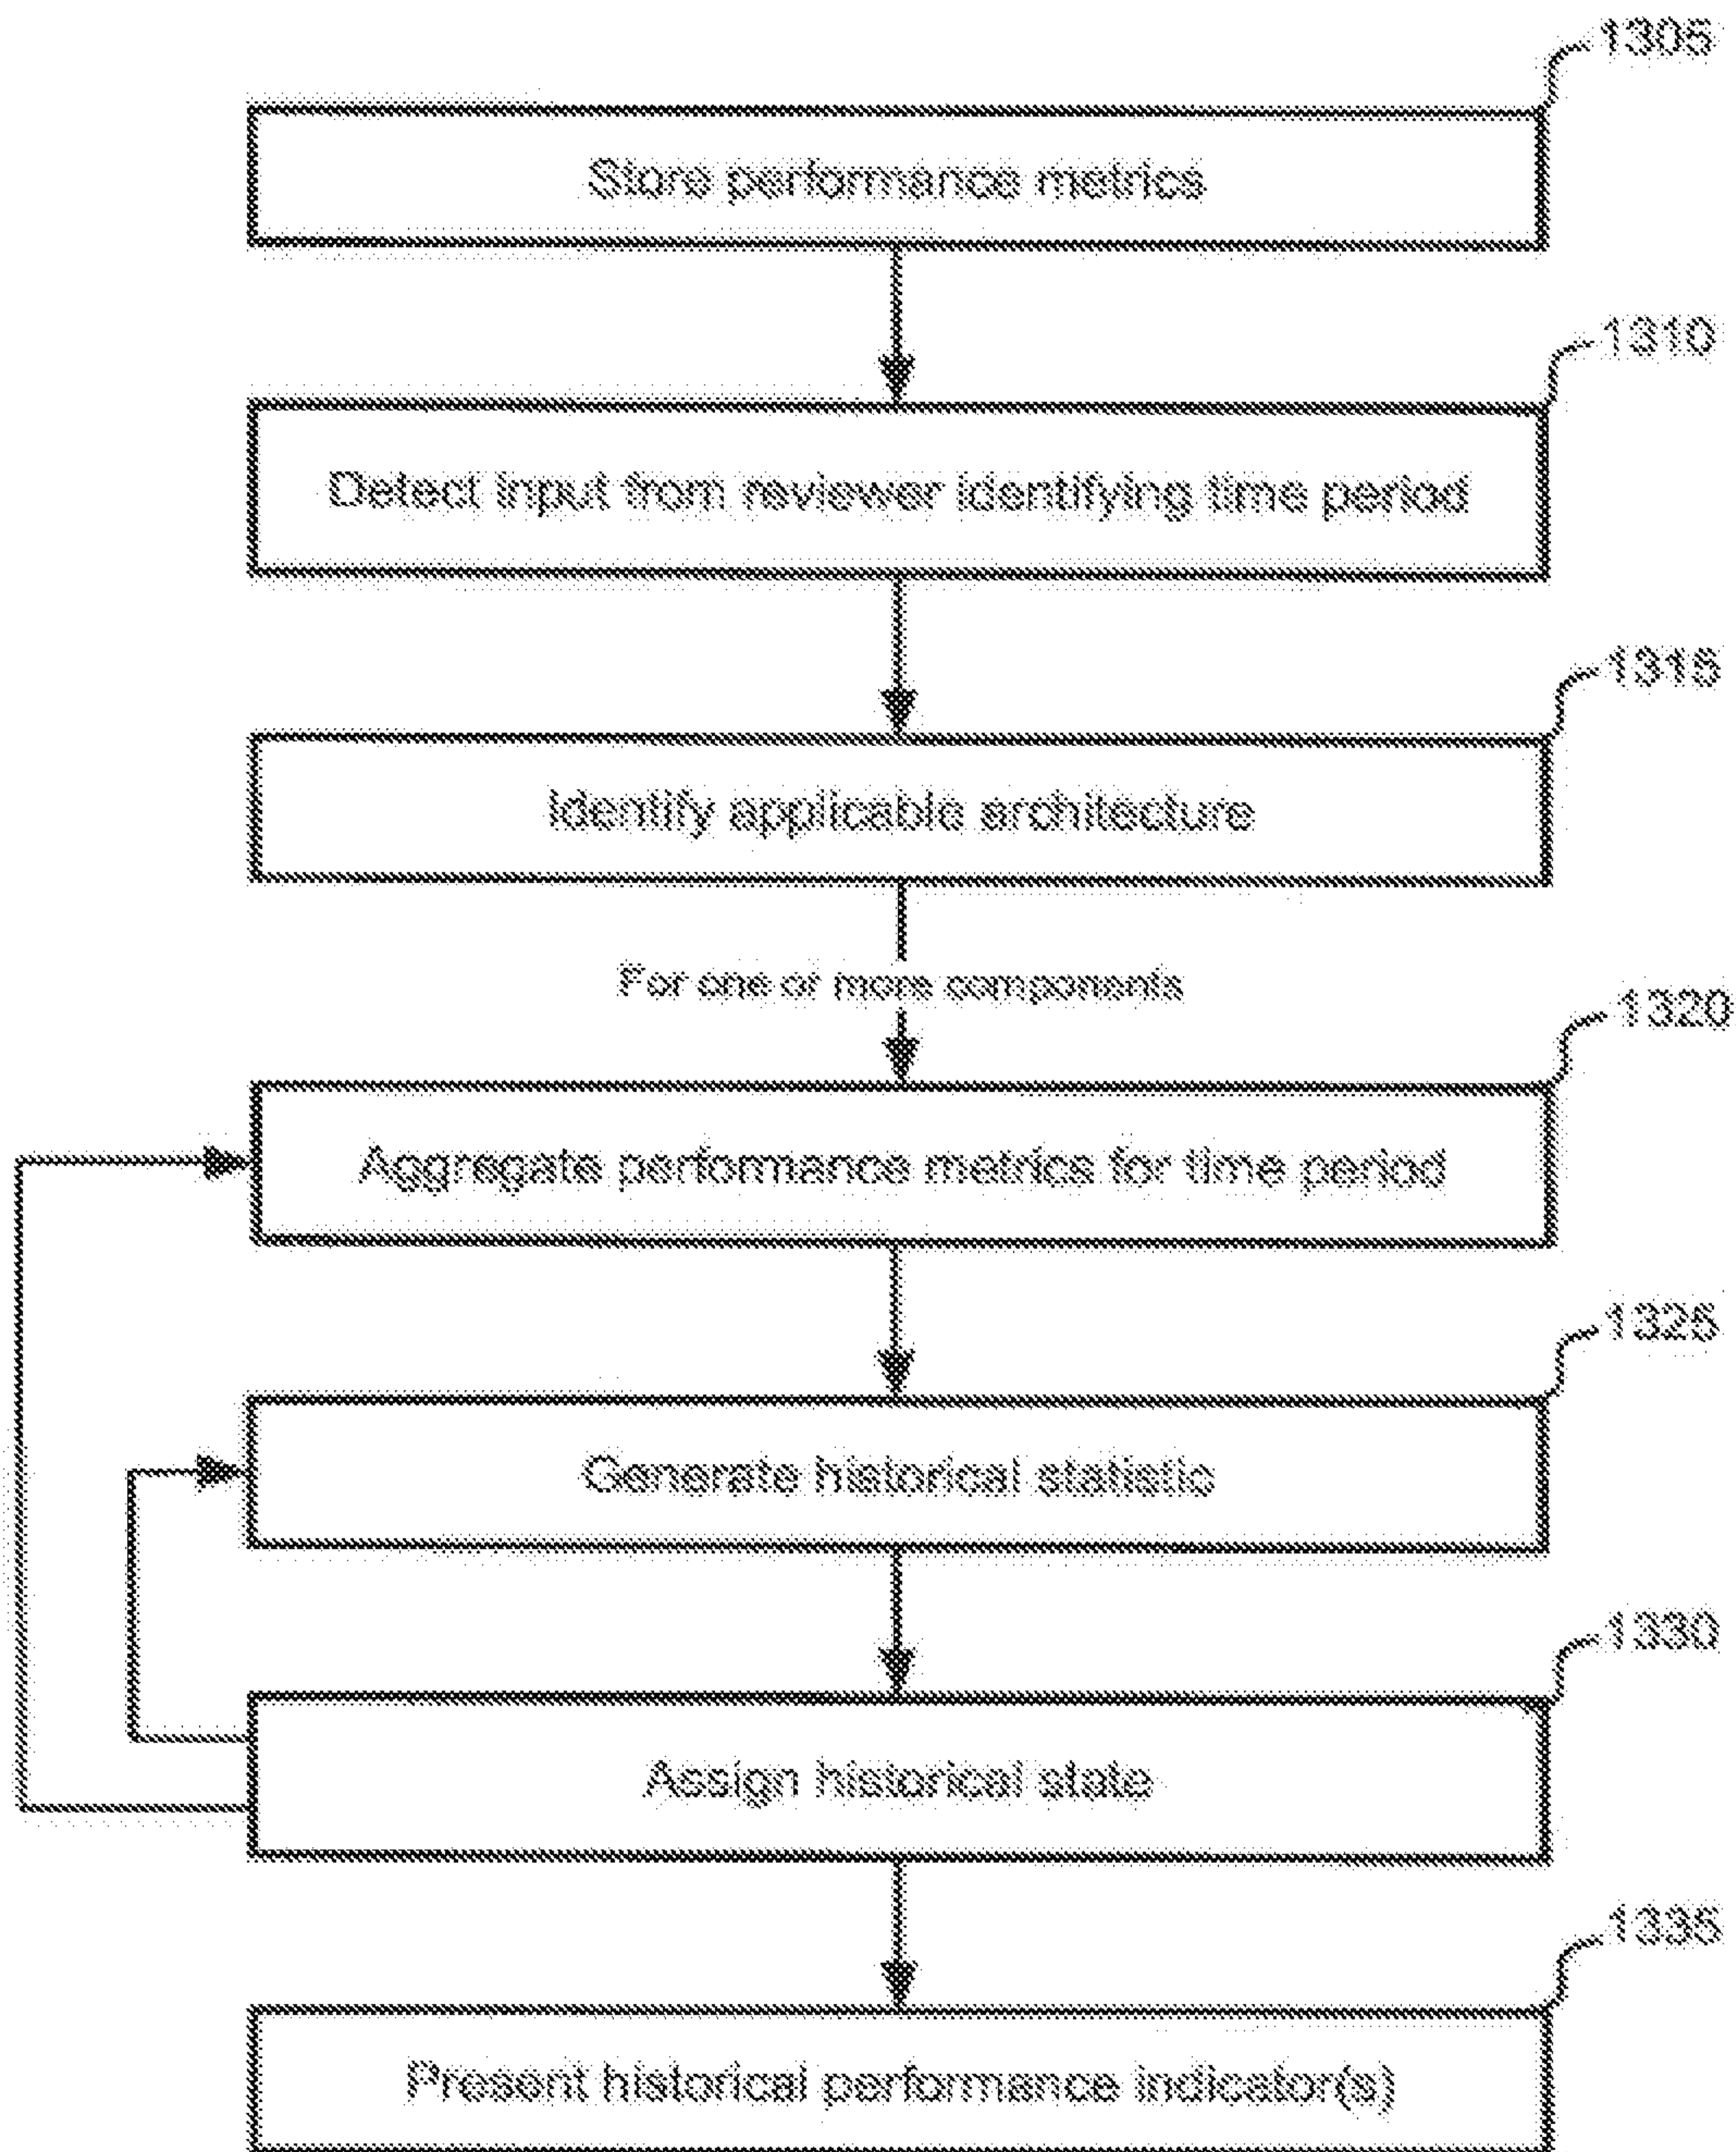 1305
Store performance metrics
1310
Detect input from reviewer identifying time period
1315
Identify applicable architecture
For one or more components
1320
Aggregate performance metrics for time period
1325
Generate historical statistic
1330
Assign historical state
1335
Present historical performance indicator(s)